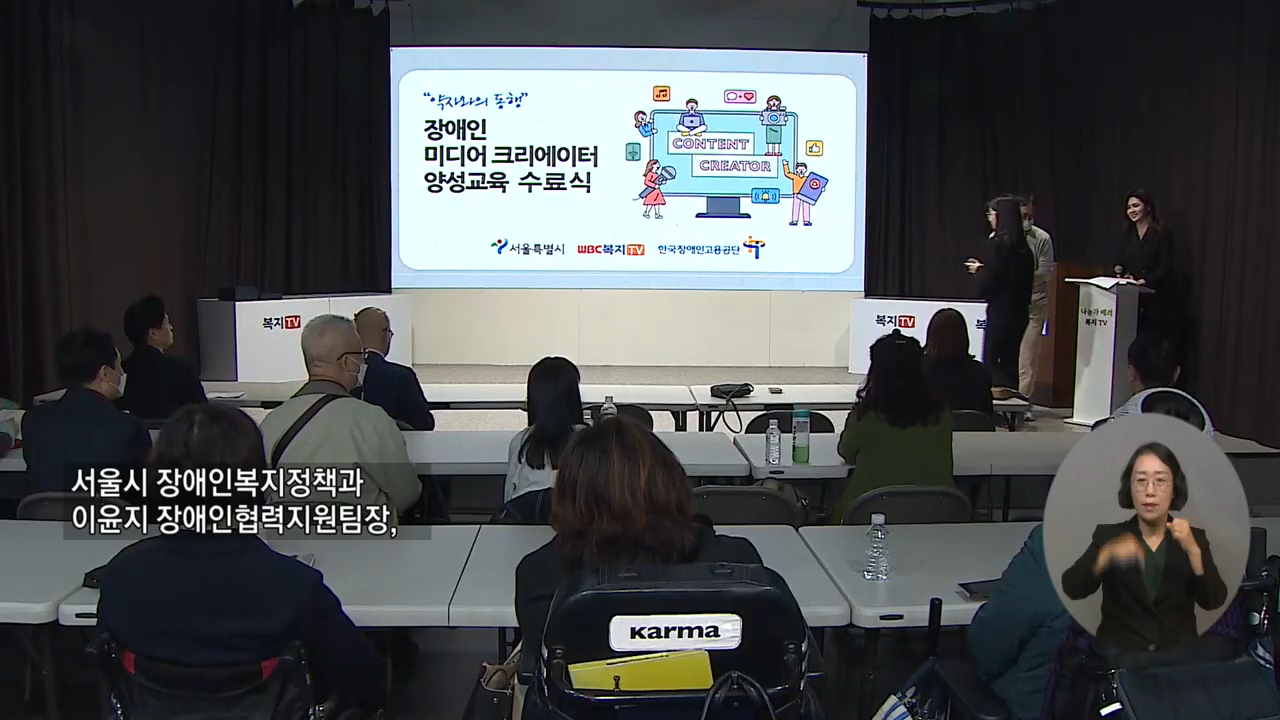 "약자와의 동행"
장애인
미디어 크리에이터
양성교육 수료식
CONTENT
CREATOR
서울특별시 WBC복지TV 한국장애인고용공단
복지TV
복지TV
복
나눔과 배려
복지TV
서울시 장애인복지정책과
이윤지 장애인협력지원팀장,
karma